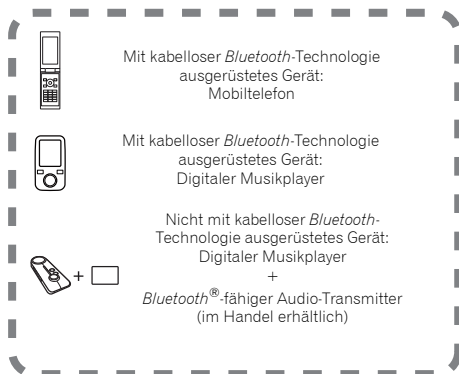 Mit kabelloser Bluetooth-Technologie
ausgerüstetes Gerät:
Mobiltelefon
Mit kabelloser Bluetooth-Technologie
ausgerüstetes Gerät:
Digitaler Musikplayer
Nicht mit kabelloser Bluetooth-
Technologie ausgerüstetes Gerät:
Digitaler Musikplayer
+
+
Bluetooth®-fähiger Audio-Transmitter
(im Handel erhältlich)